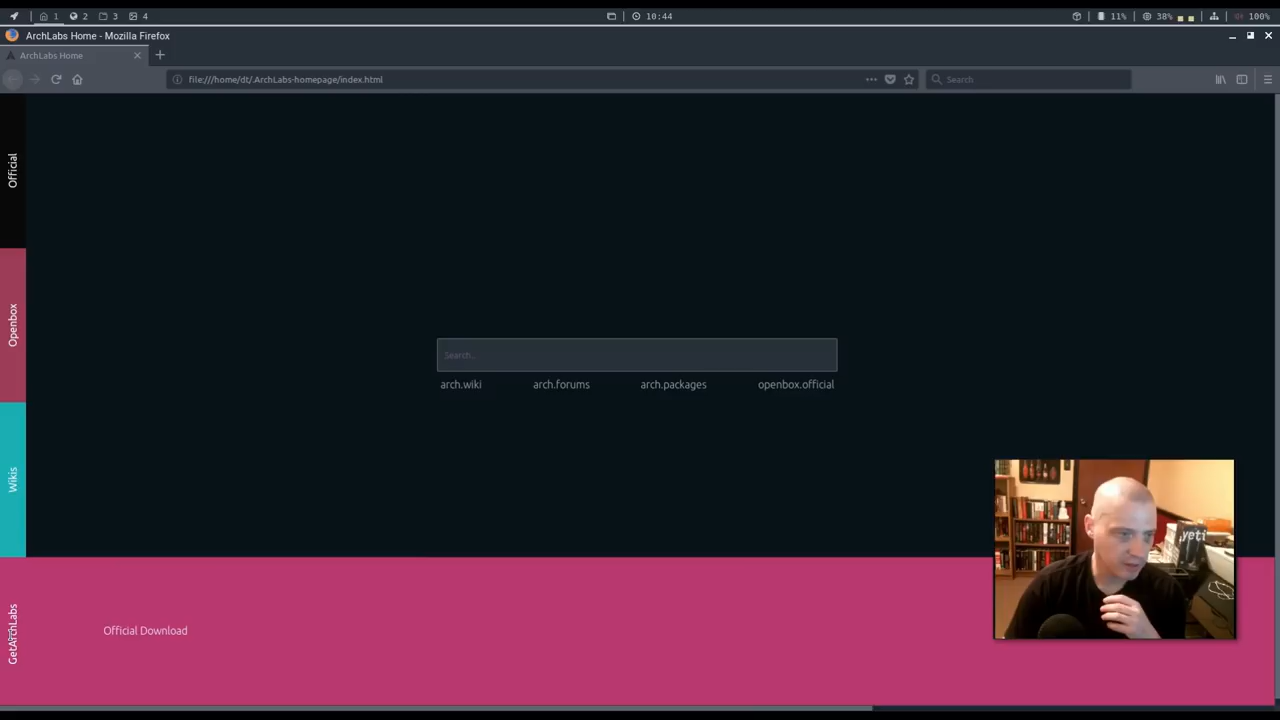 1 2 3 4 10:44 11% 38% 100%
ArchLabs Home - Mozilla Firefox
ArchLabs Home
file:///home/dt/.ArchLabs-homepage/index.html
Search
Official
Openbox
Search...
arch.wiki arch.forums arch.packages openbox.official
Wikis
yeti
GetArchLabs
Official Download